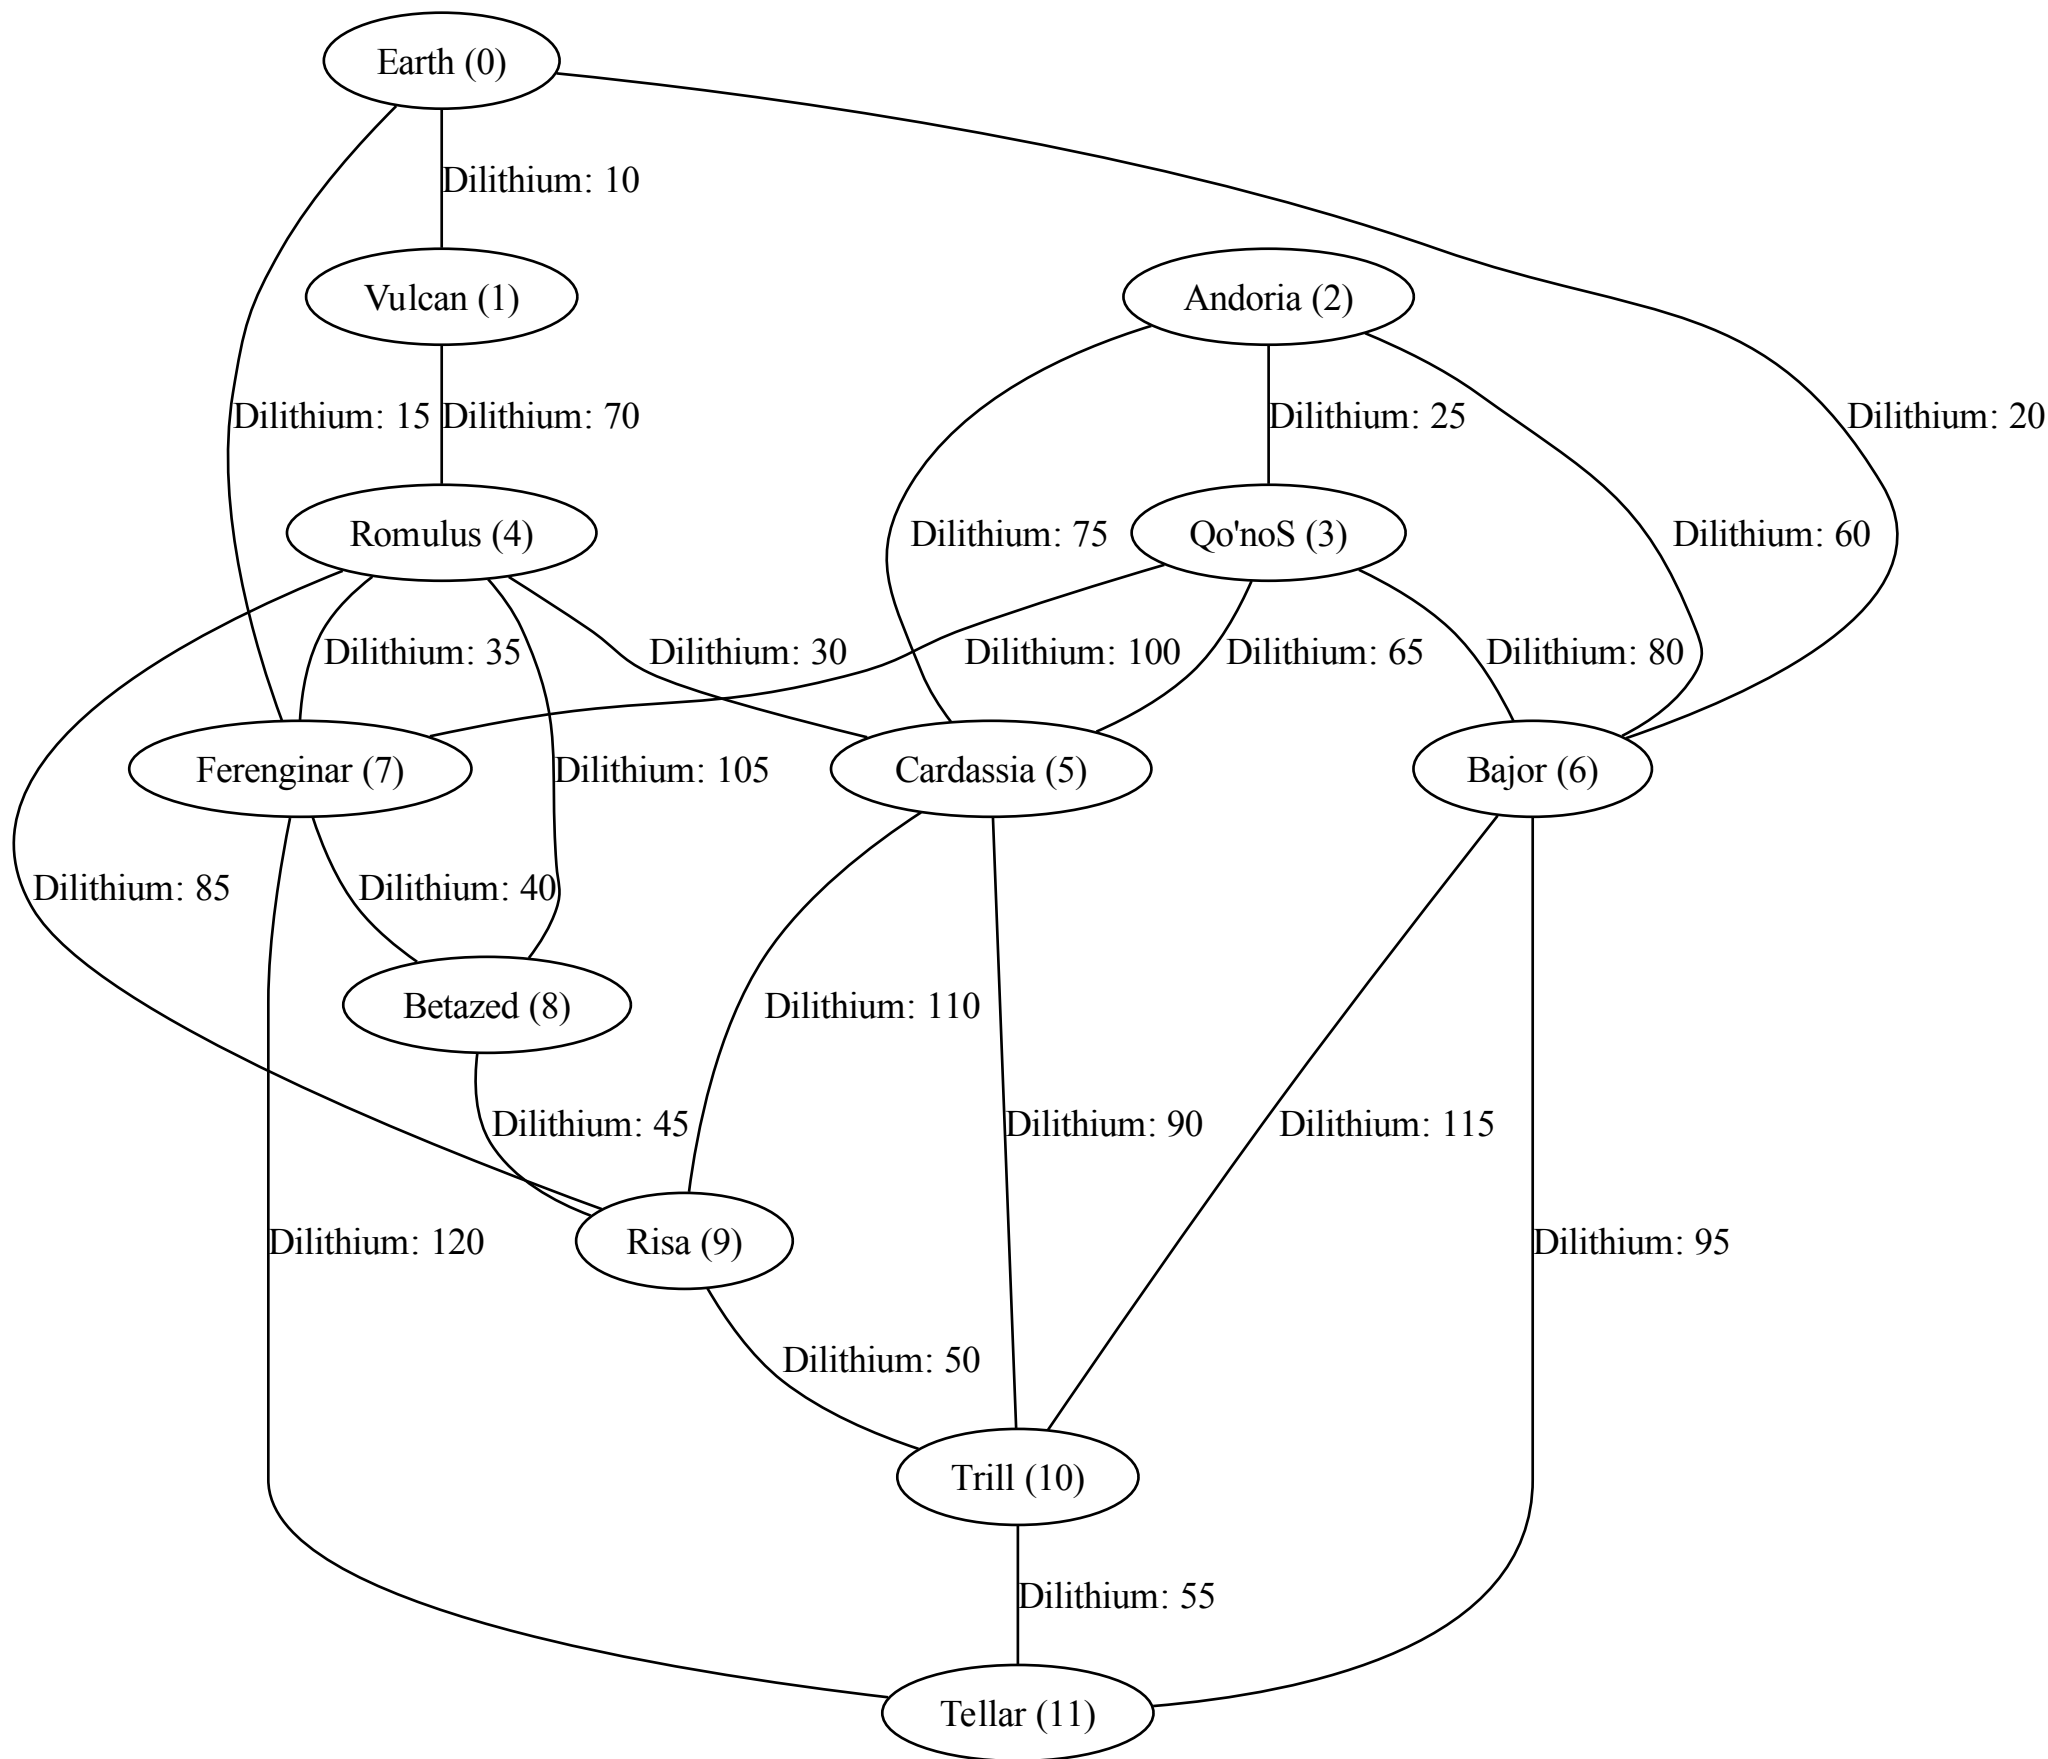 Earth (0)
Dilithium: 10
Vulcan (1)
Andoria (2)
Dilithium: 15
Dilithium: 70
Dilithium: 25
Dilithium: 20
Romulus (4)
Dilithium: 75
Qo'noS (3)
Dilithium: 60
Dilithium: 35
Dilithium: 30
Dilithium: 100
Dilithium: 65
Dilithium: 80
Ferenginar (7)
Dilithium: 105
Cardassia (5)
Bajor (6)
Dilithium: 85
Dilithium: 40
Betazed (8)
Dilithium: 110
Dilithium: 45
Dilithium: 90
Dilithium: 115
Dilithium: 120
Risa (9)
Dilithium: 95
Dilithium: 50
Trill (10)
Dilithium: 55
Tellar (11)